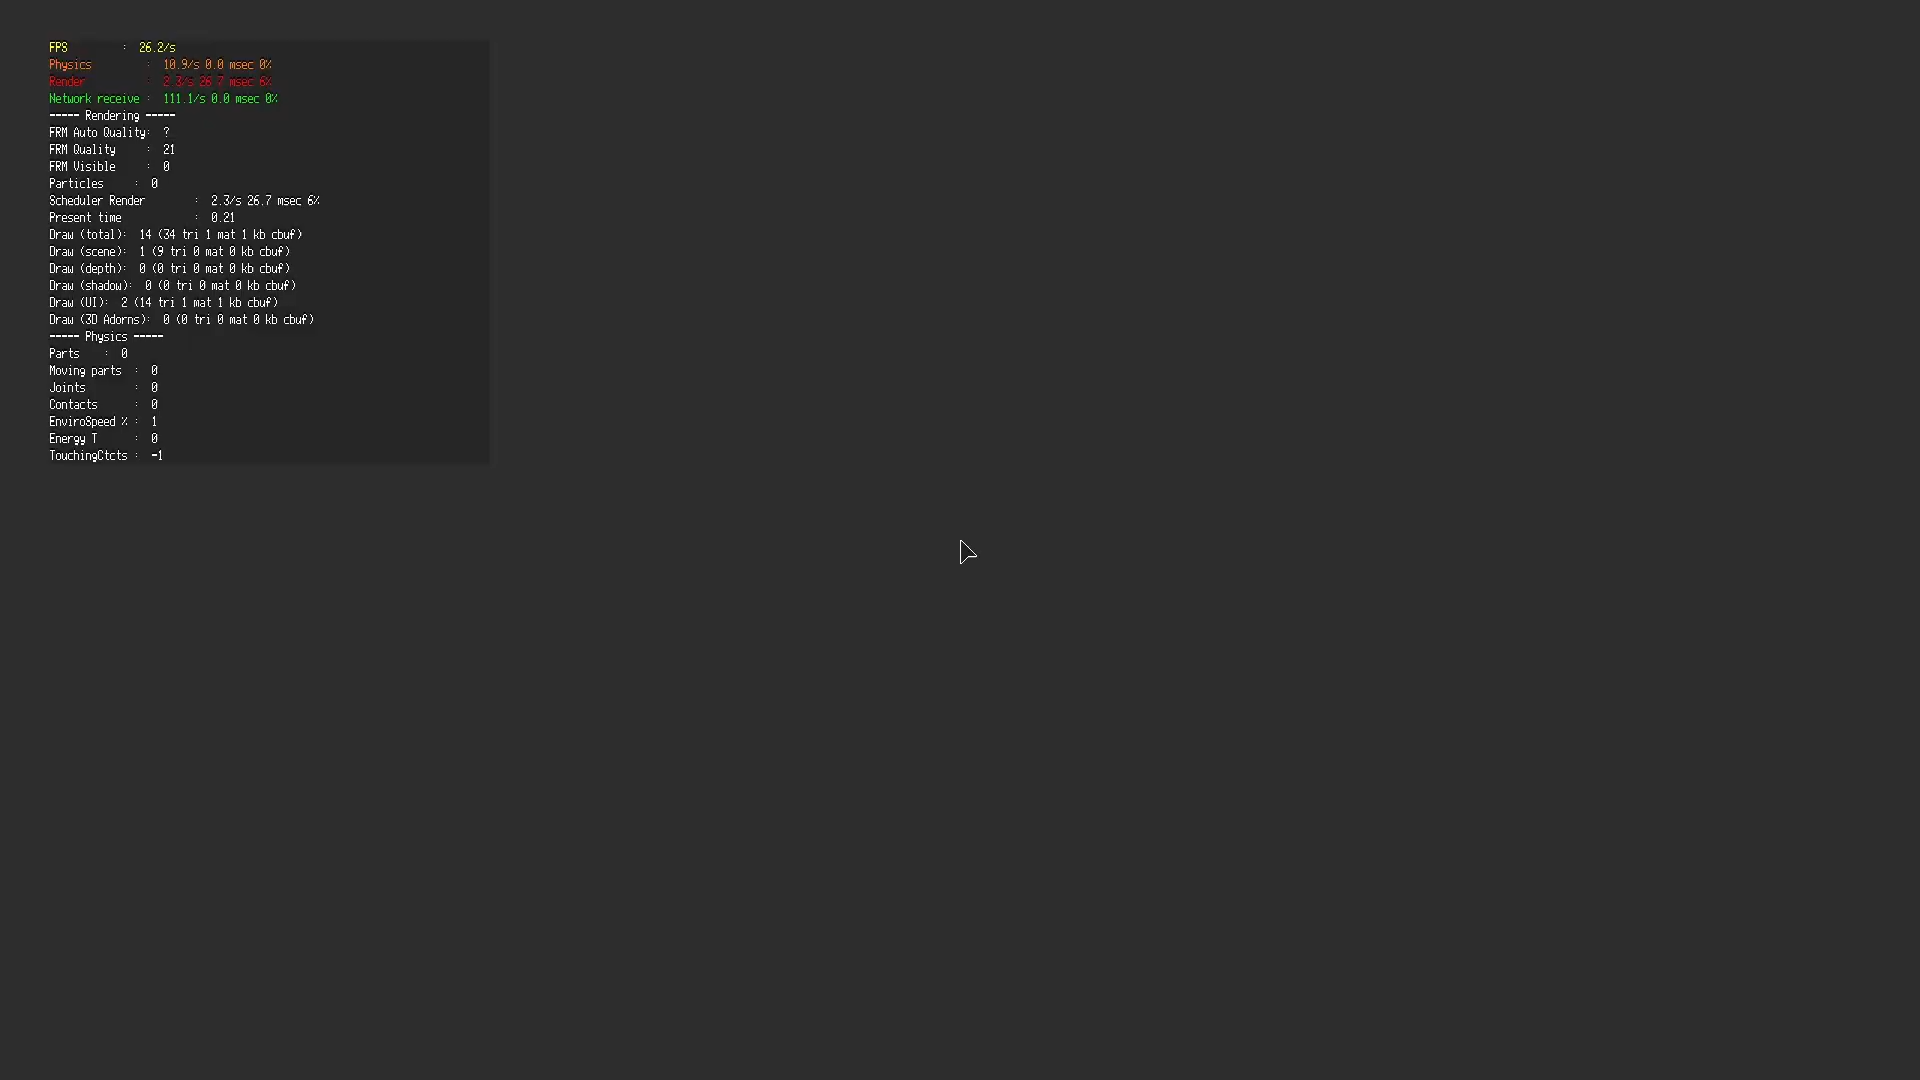 FPS : 26.2/s
Physics : 10.9/s 0.0 msec 0%
Render : 2.3/s 26.7 msec 6%
Network receive : 111.1/s 0.0 msec 0%
----- Rendering -----
FRM Auto Quality: ?
FRM Quality : 21
FRM Visible : 0
Particles : 0
Scheduler Render : 2.3/s 26.7 msec 6%
Present time : 0.21
Draw (total): 14 (34 tri 1 mat 1 kb cbuf)
Draw (scene): 1 (9 tri 0 mat 0 kb cbuf)
Draw (depth): 0 (0 tri 0 mat 0 kb cbuf)
Draw (shadow): 0 (0 tri 0 mat 0 kb cbuf)
Draw (UI): 2 (14 tri 1 mat 1 kb cbuf)
Draw (3D Adorns): 0 (0 tri 0 mat 0 kb cbuf)
----- Physics -----
Parts : 0
Moving parts : 0
Joints : 0
Contacts : 0
EnviroSpeed % : 1
Energy T : 0
TouchingCtcts : -1